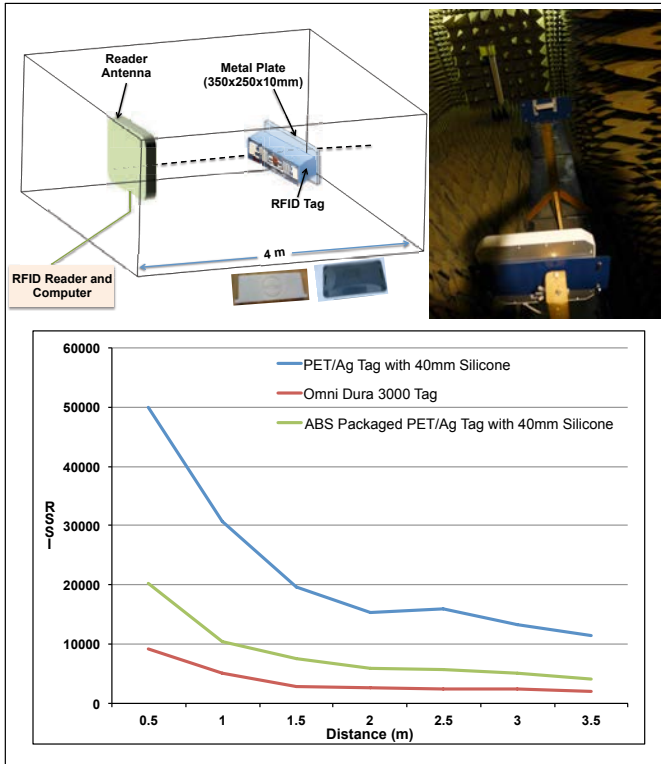 Reader
Antenna
Metal Plate
(350x250x10mm)
RFID Tag
4 m
RFID Reader and
Computer
60000
50000
40000
30000
20000
10000
0
RSSI
PET/Ag Tag with 40mm Silicone
Omni Dura 3000 Tag
ABS Packaged PET/Ag Tag with 40mm Silicone
0.5 1 1.5 2 2.5 3 3.5
Distance (m)